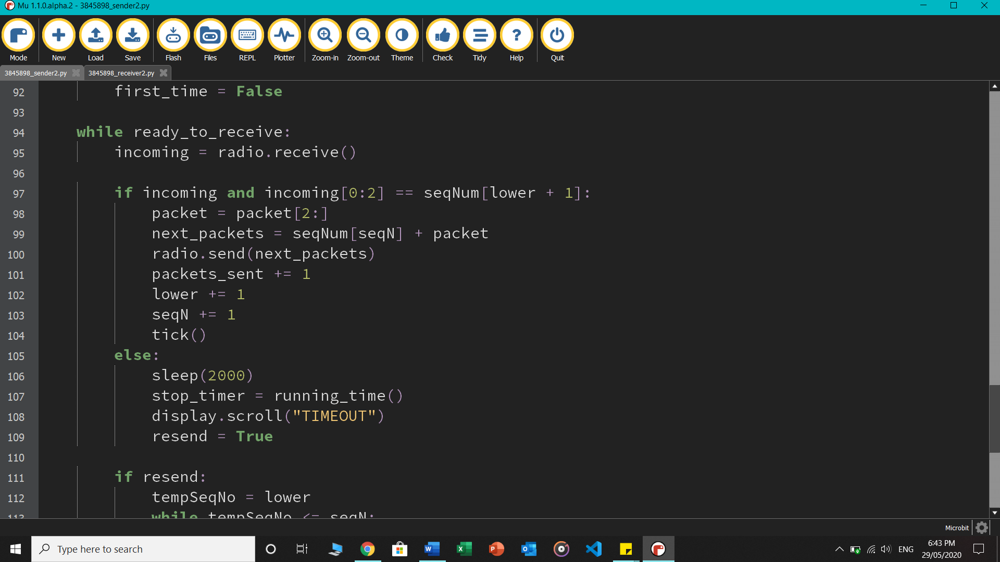 Mu 1.1.0.alpha.2 - 3845898_sender2.py
Mode New Load Save Flash Files REPL Plotter Zoom-in Zoom-out Theme Check Tidy Help Quit
3845898_sender2.py 3845898_receiver2.py
92 first_time = False
93
94 while ready_to_receive:
95 incoming = radio.receive()
96
97 if incoming and incoming[0:2] == seqNum[lower + 1]:
98 packet = packet[2:]
99 next_packets = seqNum[seqN] + packet
100 radio.send(next_packets)
101 packets_sent += 1
102 lower += 1
103 seqN += 1
104 tick()
105 else:
106 sleep(2000)
107 stop_timer = running_time()
108 display.scroll("TIMEOUT")
109 resend = True
110
111 if resend:
112 tempSeqNo = lower
113 while tempSeqNo <= seqN:
Microbit
Type here to search
ENG
6:43 PM
29/05/2020